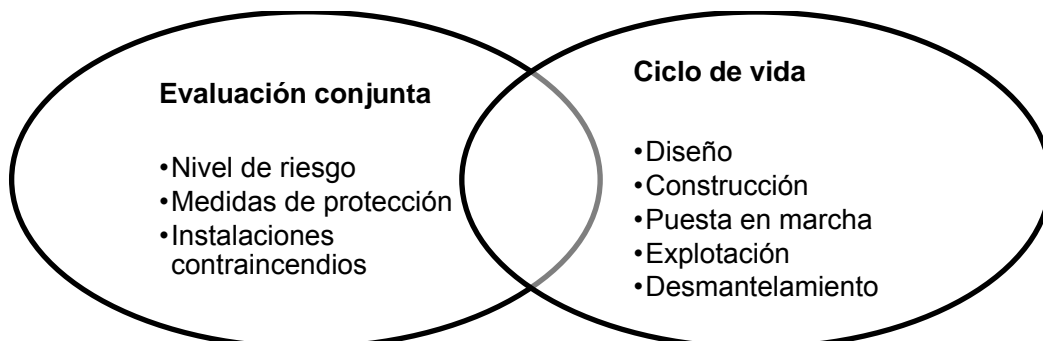 Evaluación conjunta
•Nivel de riesgo
•Medidas de protección
•Instalaciones
contraincendios
Ciclo de vida
•Diseño
•Construcción
•Puesta en marcha
•Explotación
•Desmantelamiento